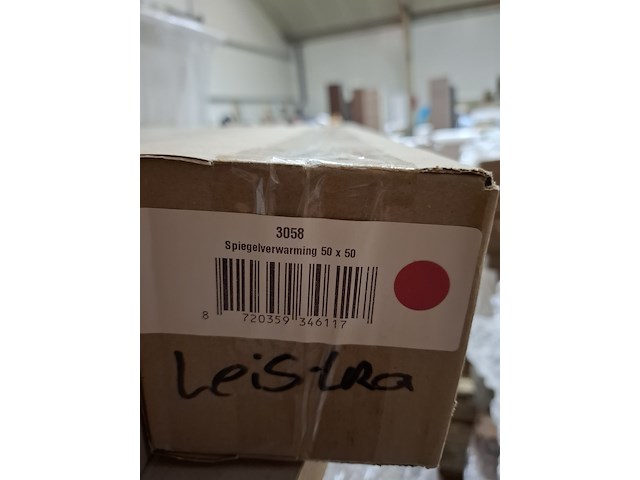 3058
Spiegelverwarming 50 x 50
8 720359 346117
Leistra